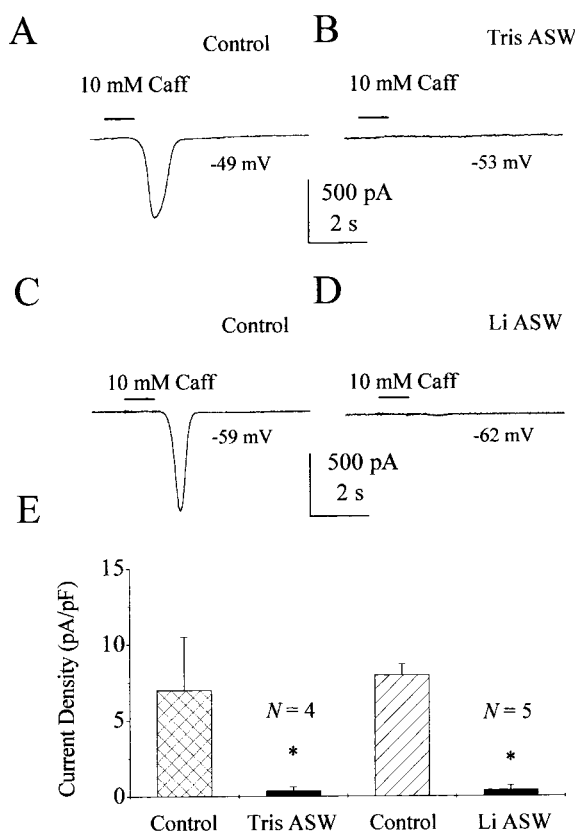 A
Control
10 mM Caff
-49 mV
B
Tris ASW
10 mM Caff
-53 mV
500 pA
2 s
C
Control
10 mM Caff
-59 mV
D
Li ASW
10 mM Caff
-62 mV
500 pA
2 s
E
Current Density (pA/pF)
15
10
5
0
N = 4
*
N = 5
*
Control
Tris ASW
Control
Li ASW